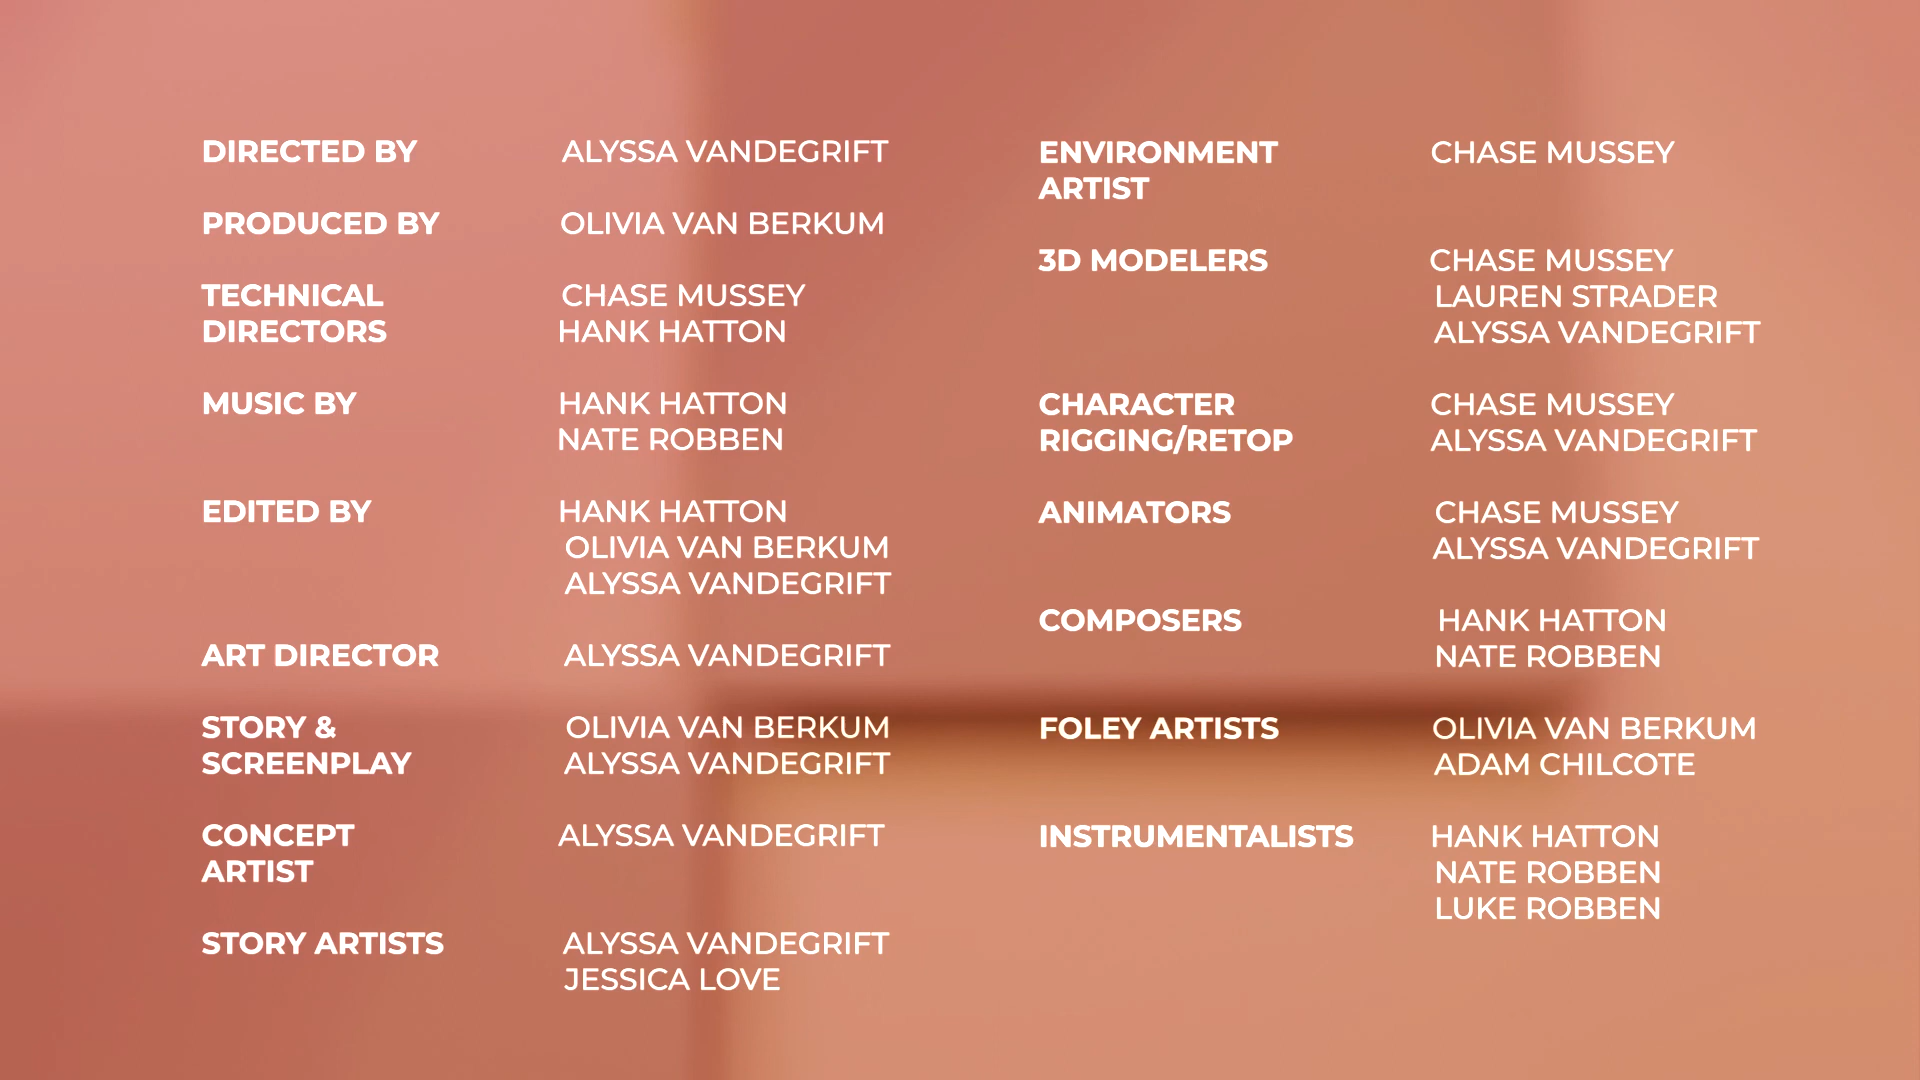 DIRECTED BY ALYSSA VANDEGRIFT
PRODUCED BY OLIVIA VAN BERKUM
TECHNICAL CHASE MUSSEY
DIRECTORS HANK HATTON
MUSIC BY HANK HATTON
NATE ROBBEN
EDITED BY HANK HATTON
OLIVIA VAN BERKUM
ALYSSA VANDEGRIFT
ART DIRECTOR ALYSSA VANDEGRIFT
STORY & OLIVIA VAN BERKUM
SCREENPLAY ALYSSA VANDEGRIFT
CONCEPT ALYSSA VANDEGRIFT
ARTIST
STORY ARTISTS ALYSSA VANDEGRIFT
JESSICA LOVE
ENVIRONMENT CHASE MUSSEY
ARTIST
3D MODELERS CHASE MUSSEY
LAUREN STRADER
ALYSSA VANDEGRIFT
CHARACTER CHASE MUSSEY
RIGGING/RETOP ALYSSA VANDEGRIFT
ANIMATORS CHASE MUSSEY
ALYSSA VANDEGRIFT
COMPOSERS HANK HATTON
NATE ROBBEN
FOLEY ARTISTS OLIVIA VAN BERKUM
ADAM CHILCOTE
INSTRUMENTALISTS HANK HATTON
NATE ROBBEN
LUKE ROBBEN